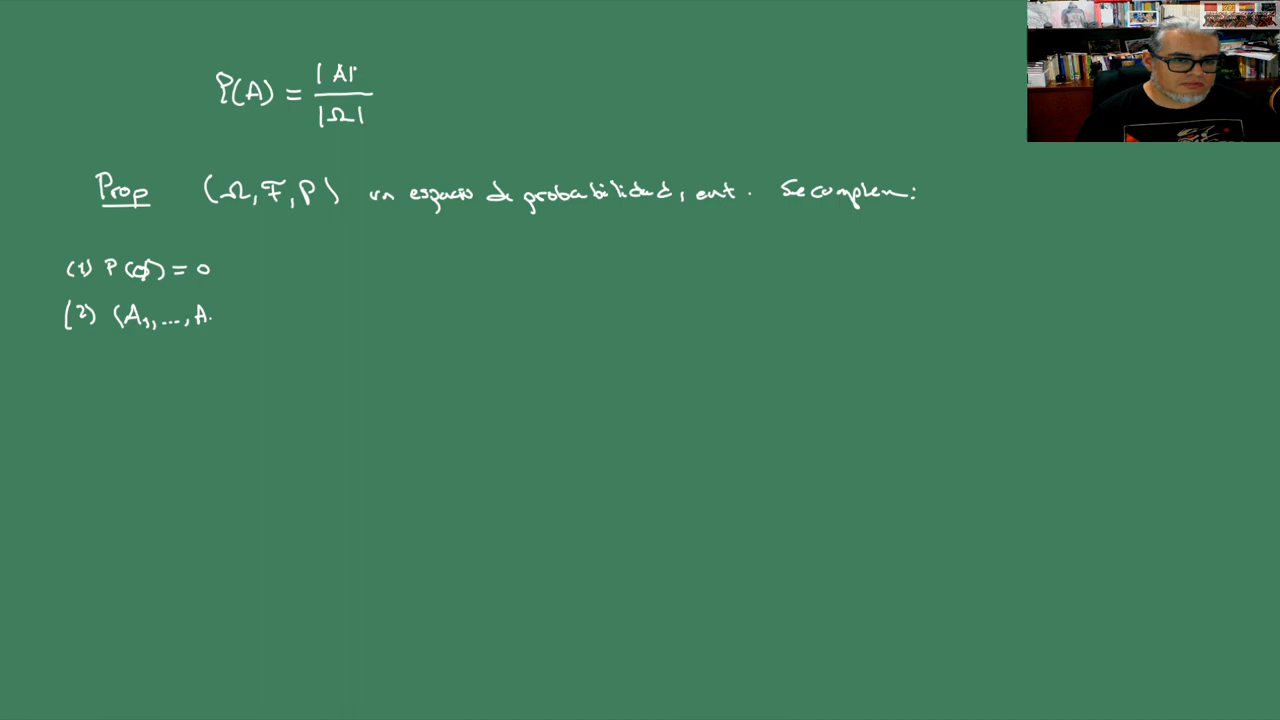 P(A) = |A| / |Ω|
Prop (Ω, F, P) un espacio de probabilidad, ent. Se cumplen:
(1) P(∅) = 0
(2) (A₁, ..., A